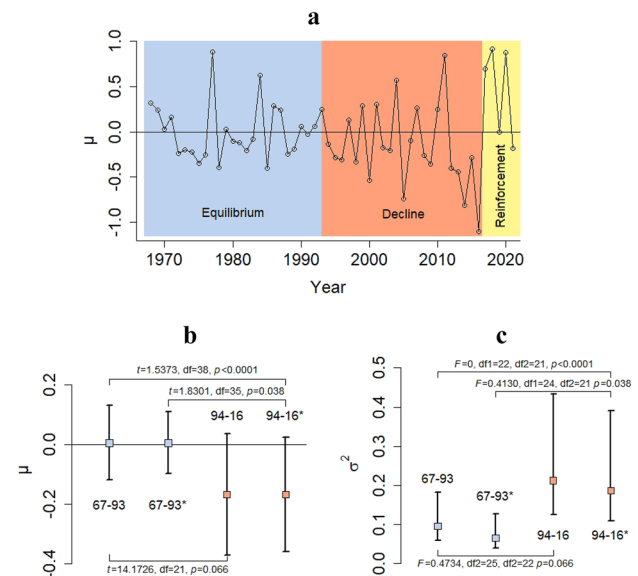 a
1.0
0.5
0.0
-0.5
-1.0
μ
Equilibrium
Decline
Reinforcement
1970 1980 1990 2000 2010 2020
Year
b
t=1.5373, df=38, p<0.0001
t=1.8301, df=35, p=0.038
0.2
0.0
-0.2
-0.4
μ
94-16 94-16*
67-93 67-93*
t=14.1726, df=21, p=0.066
c
F=0, df1=22, df2=21, p<0.0001
F=0.4130, df1=24, df2=21 p=0.038
0.5
0.4
0.3
0.2
0.1
0.0
σ2
67-93
67-93*
94-16
94-16*
F=0.4734, df2=25, df2=22 p=0.066